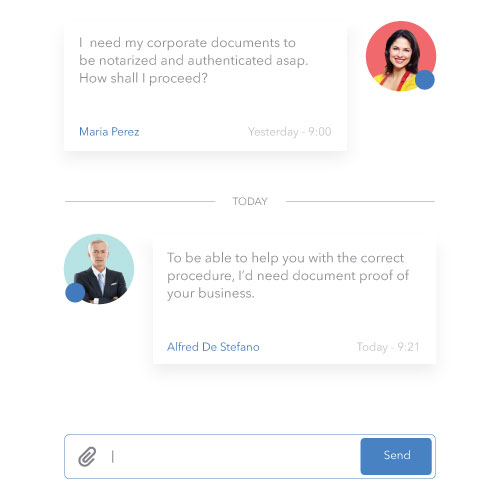 I need my corporate documents to
be notarized and authenticated asap.
How shall I proceed?
Maria Perez
Yesterday - 9:00
TODAY
To be able to help you with the correct
procedure, I'd need document proof of
your business.
Alfred De Stefano
Today - 9:21
Send